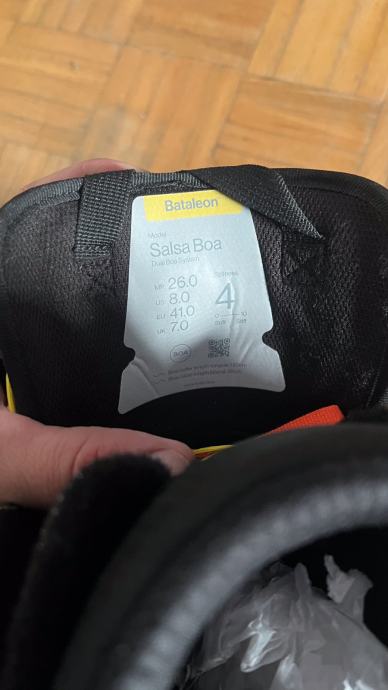 Bataleon
Model
Salsa Boa
Dual Boa System
MP 26.0
US 8.0
EU 41.0
UK 7.0
Stiffness
4
0 10
BOA